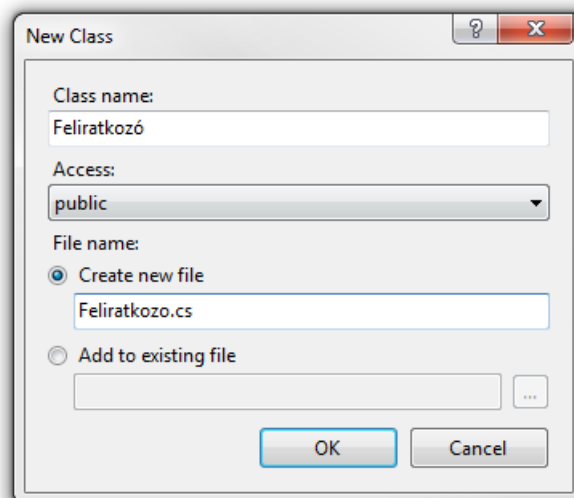 New Class
Class name:
Feliratkozó
Access:
public
File name:
Create new file
Feliratkozo.cs
Add to existing file
...
OK Cancel